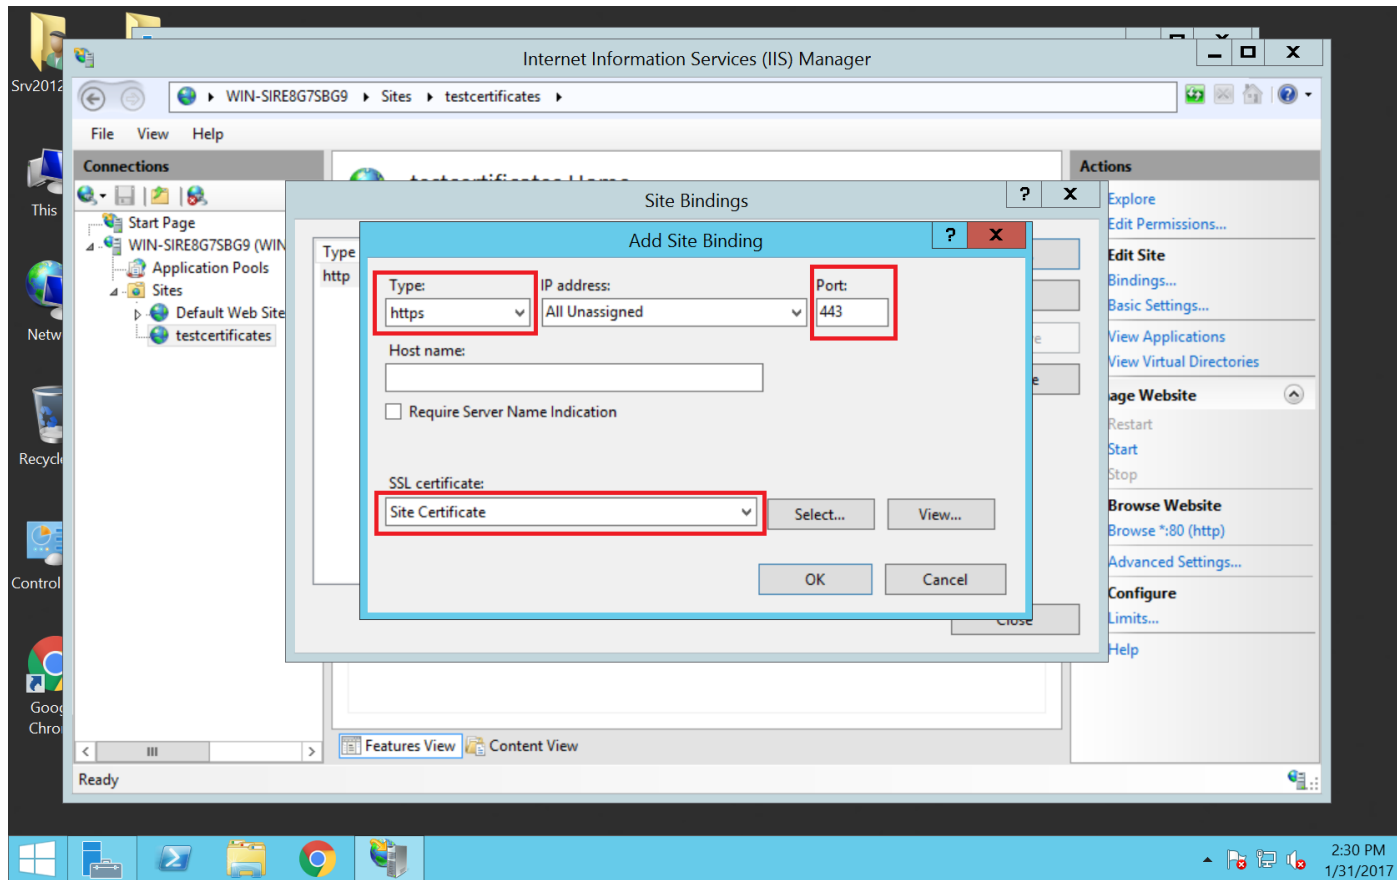 Internet Information Services (IIS) Manager
Srv2012
WIN-SIRE8G7SBG9 Sites testcertificates
File View Help
Connections
Actions
This
Start Page
WIN-SIRE8G7SBG9 (WIN
Application Pools
Sites
Default Web Site
testcertificates
Netw
Recycl
Control
Goog
Chro
testcertificates Home
Site Bindings
? X
Type
http
Add Site Binding
? X
Type: IP address: Port:
https All Unassigned 443
Host name:
Require Server Name Indication
SSL certificate:
Site Certificate Select... View...
OK Cancel
Close
Explore
Edit Permissions...
Edit Site
Bindings...
Basic Settings...
View Applications
View Virtual Directories
age Website
Restart
Start
Stop
Browse Website
Browse *:80 (http)
Advanced Settings...
Configure
Limits...
Help
Features View Content View
Ready
2:30 PM
1/31/2017